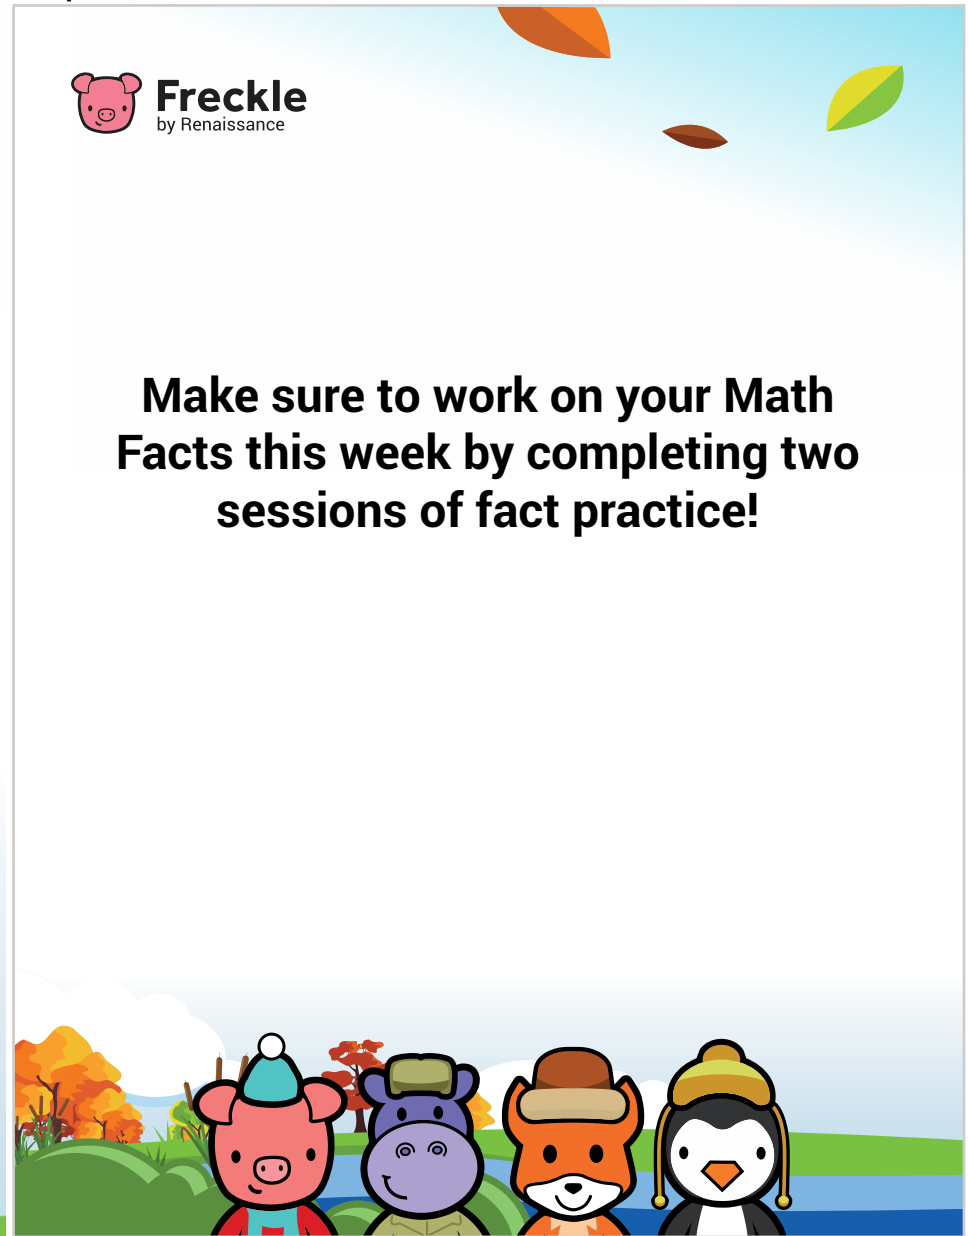 Freckle
by Renaissance
Make sure to work on your Math
Facts this week by completing two
sessions of fact practice!